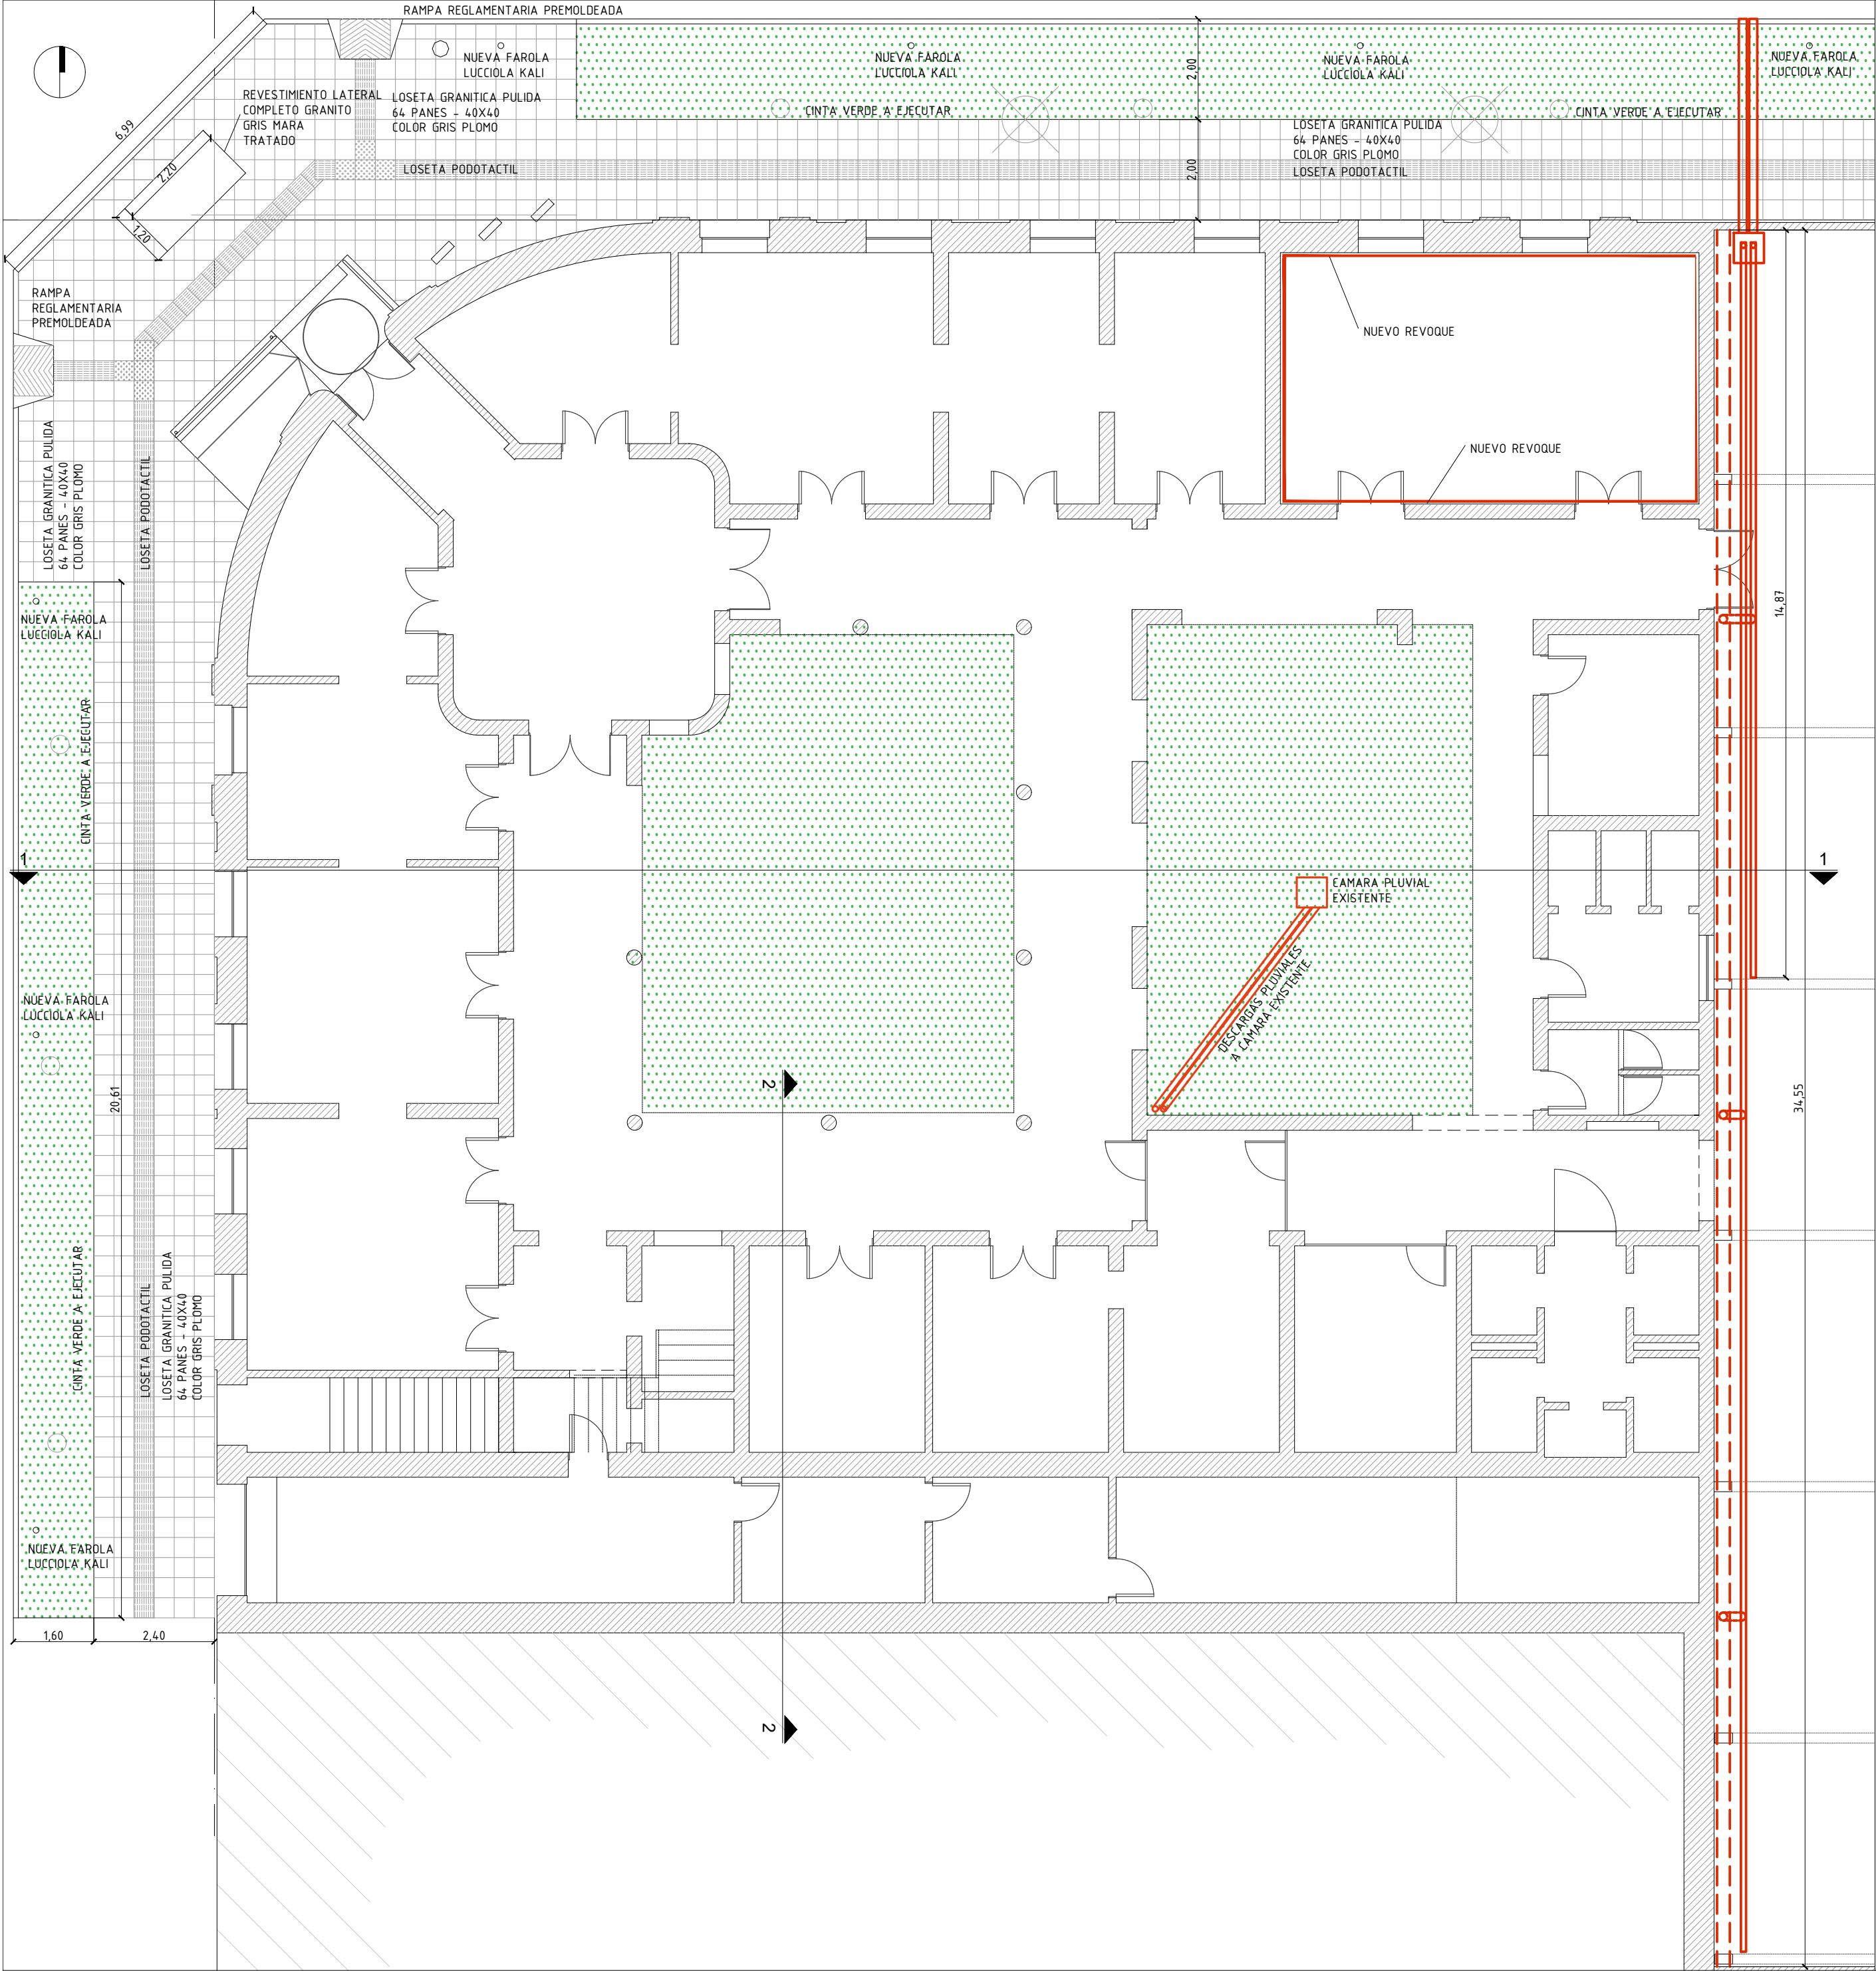 RAMPA REGLAMENTARIA PREMOLDEADA
NUEVA FAROLA
LUCCIOLA KALI
NUEVA FAROLA
LUCCIOLA KALI
NUEVA FAROLA
LUCCIOLA KALI
NUEVA FAROLA
LUCCIOLA KALI
2,00
REVESTIMIENTO LATERAL
COMPLETO GRANITO
GRIS MARA
TRATADO
LOSETA GRANITICA PULIDA
64 PANES - 40X40
COLOR GRIS PLOMO
CINTA VERDE A EJECUTAR
CINTA VERDE A EJECUTAR
LOSETA GRANITICA PULIDA
64 PANES - 40X40
COLOR GRIS PLOMO
LOSETA PODOTACTIL
LOSETA PODOTACTIL
2,00
6,99
2,20
1,20
RAMPA
REGLAMENTARIA
PREMOLDEADA
NUEVO REVOQUE
NUEVO REVOQUE
LOSETA GRANITICA PULIDA
64 PANES - 40X40
COLOR GRIS PLOMO
LOSETA PODOTACTIL
NUEVA FAROLA
LUCCIOLA KALI
14,87
CINTA VERDE A EJECUTAR
1
1
CAMARA PLUVIAL
EXISTENTE
DESCARGAS PLUVIALES
A CAMARA EXISTENTE
NUEVA FAROLA
LUCCIOLA KALI
2
20,61
34,55
CINTA VERDE A EJECUTAR
LOSETA PODOTACTIL
LOSETA GRANITICA PULIDA
64 PANES - 40X40
COLOR GRIS PLOMO
NUEVA FAROLA
LUCCIOLA KALI
1,60
2,40
2